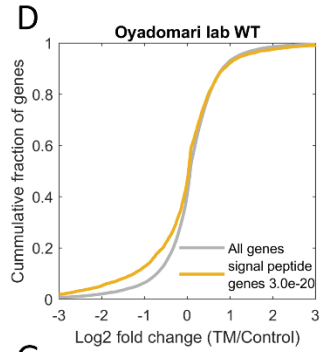 D
Oyadomari lab WT
Cummulative fraction of genes
1
0.8
0.6
0.4
0.2
0
All genes
signal peptide
genes 3.0e-20
-3 -2 -1 0 1 2 3
Log2 fold change (TM/Control)